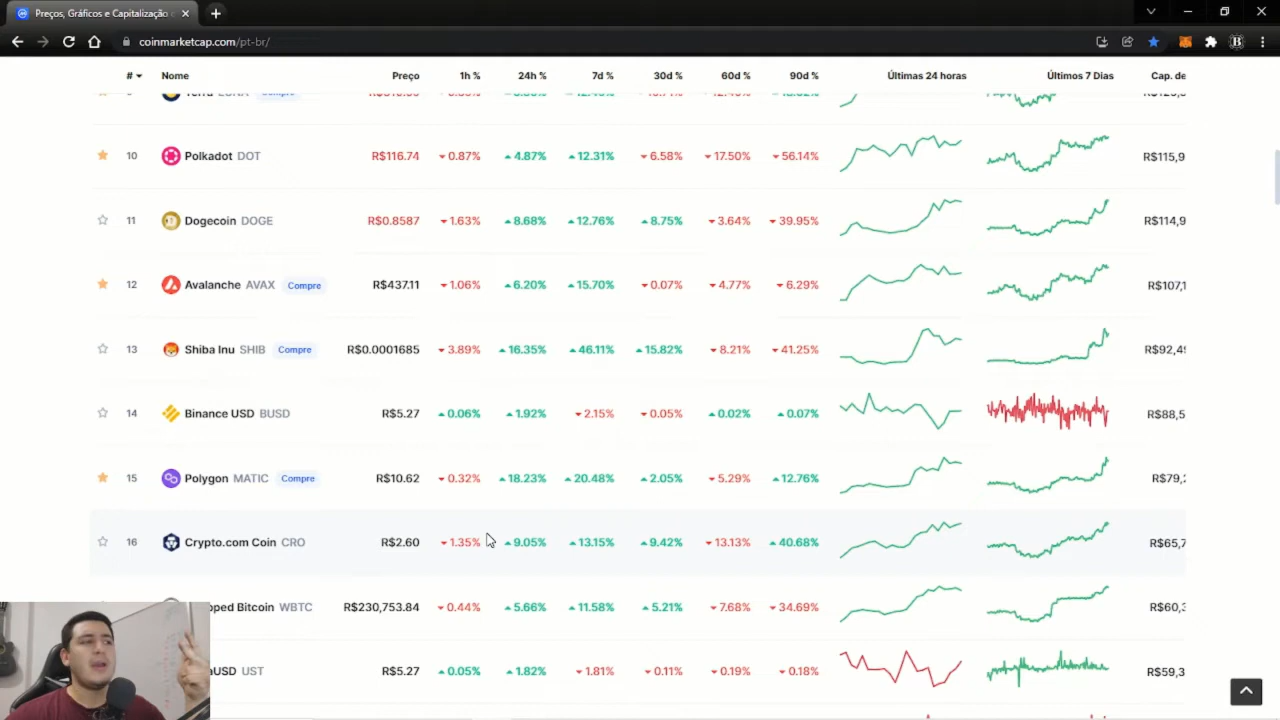 Preços, Gráficos e Capitalização
coinmarketcap.com/pt-br/
# Nome Preço 1h % 24h % 7d % 30d % 60d % 90d % Últimas 24 horas Últimos 7 Dias Cap. de
10 Polkadot DOT R$116.74 0.87% 4.87% 12.31% 6.58% 17.50% 56.14% R$115,9
11 Dogecoin DOGE R$0.8587 1.63% 8.68% 12.76% 8.75% 3.64% 39.95% R$114,9
12 Avalanche AVAX Compre R$437.11 1.06% 6.20% 15.70% 0.07% 4.77% 6.29% R$107,1
13 Shiba Inu SHIB Compre R$0.0001685 3.89% 16.35% 46.11% 15.82% 8.21% 41.25% R$92,49
14 Binance USD BUSD R$5.27 0.06% 1.92% 2.15% 0.05% 0.02% 0.07% R$88,5
15 Polygon MATIC Compre R$10.62 0.32% 18.23% 20.48% 2.05% 5.29% 12.76% R$79,2
16 Crypto.com Coin CRO R$2.60 1.35% 9.05% 13.15% 9.42% 13.13% 40.68% R$65,7
pped Bitcoin WBTC R$230,753.84 0.44% 5.66% 11.58% 5.21% 7.68% 34.69% R$60,3
USD UST R$5.27 0.05% 1.82% 1.81% 0.11% 0.19% 0.18% R$59,3